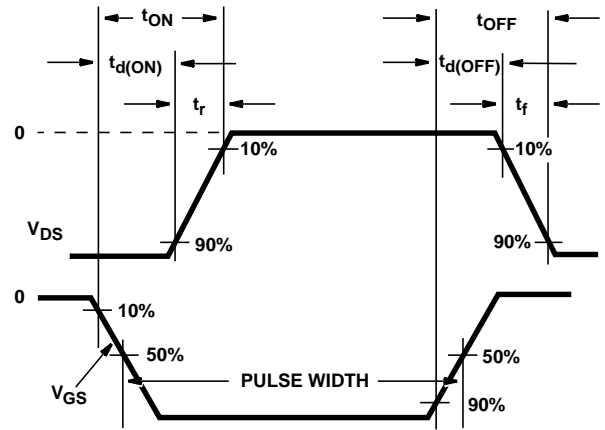 tON
tOFF
td(ON)
td(OFF)
tr
tf
0
10%
10%
VDS
90%
90%
0
10%
50%
50%
VGS
PULSE WIDTH
90%